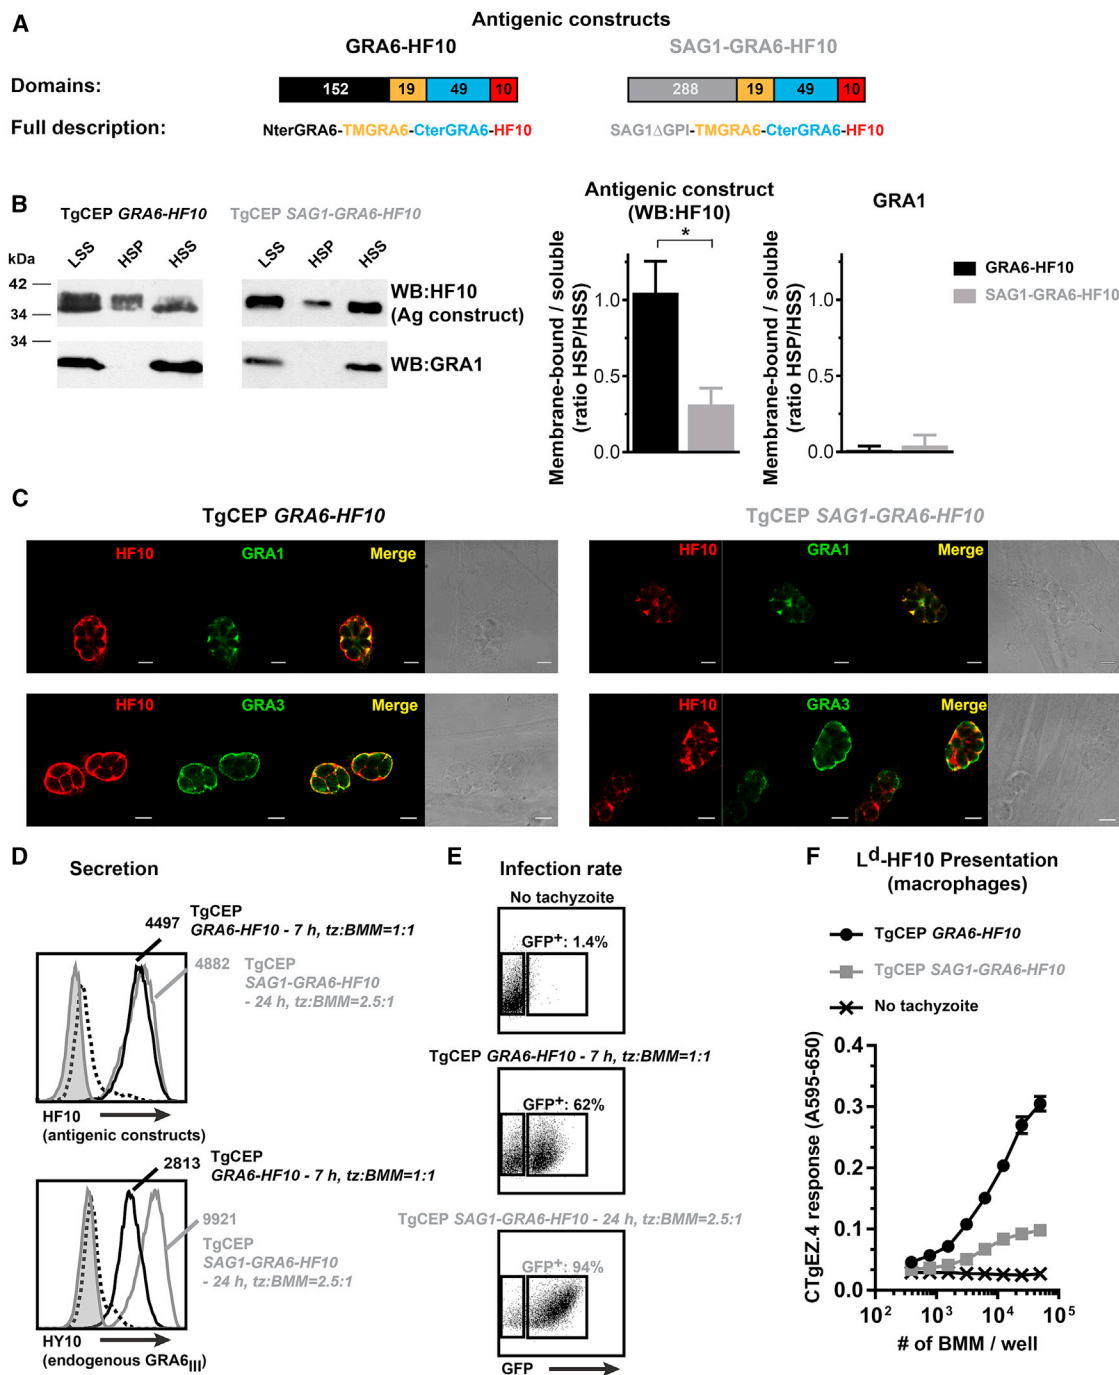 A
Antigenic constructs
GRA6-HF10
SAG1-GRA6-HF10
Domains:
152 19 49 10
288 19 49 10
Full description:
NterGRA6-TMGRA6-CterGRA6-HF10
SAG1ΔGPI-TMGRA6-CterGRA6-HF10
B
TgCEP GRA6-HF10
TgCEP SAG1-GRA6-HF10
kDa
LSS HSP HSS
LSS HSP HSS
42
34
34
WB:HF10
(Ag construct)
WB:GRA1
Antigenic construct
(WB:HF10)
*
Membrane-bound / soluble
(ratio HSP/HSS)
1.0
0.5
0.0
GRA1
Membrane-bound / soluble
(ratio HSP/HSS)
1.0
0.5
0.0
GRA6-HF10
SAG1-GRA6-HF10
C
TgCEP GRA6-HF10
TgCEP SAG1-GRA6-HF10
HF10 GRA1 Merge
HF10 GRA1 Merge
HF10 GRA3 Merge
HF10 GRA3 Merge
D
Secretion
4497
TgCEP
GRA6-HF10 - 7 h, tz:BMM=1:1
4882
TgCEP
SAG1-GRA6-HF10
- 24 h, tz:BMM=2.5:1
HF10
(antigenic constructs)
2813
TgCEP
GRA6-HF10 - 7 h, tz:BMM=1:1
9921
TgCEP
SAG1-GRA6-HF10
- 24 h, tz:BMM=2.5:1
HY10
(endogenous GRA6III)
E
Infection rate
No tachyzoite
GFP+: 1.4%
TgCEP GRA6-HF10 - 7 h, tz:BMM=1:1
GFP+: 62%
TgCEP SAG1-GRA6-HF10 - 24 h, tz:BMM=2.5:1
GFP+: 94%
GFP
F
Ld-HF10 Presentation
(macrophages)
TgCEP GRA6-HF10
TgCEP SAG1-GRA6-HF10
No tachyzoite
CTgEZ.4 response (A595-650)
0.4
0.3
0.2
0.1
0.0
10² 10³ 10⁴ 10⁵
# of BMM / well